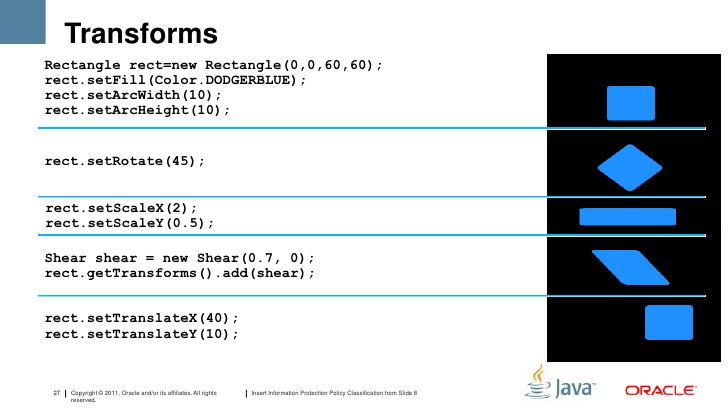 Transforms
Rectangle rect=new Rectangle(0,0,60,60);
rect.setFill(Color.DODGERBLUE);
rect.setArcWidth(10);
rect.setArcHeight(10);
rect.setRotate(45);
rect.setScaleX(2);
rect.setScaleY(0.5);
Shear shear = new Shear(0.7, 0);
rect.getTransforms().add(shear);
rect.setTranslateX(40);
rect.setTranslateY(10);
27 | Copyright © 2011, Oracle and/or its affiliates. All rights | Insert Information Protection Policy Classification from Slide 8
reserved.
Java™
ORACLE®